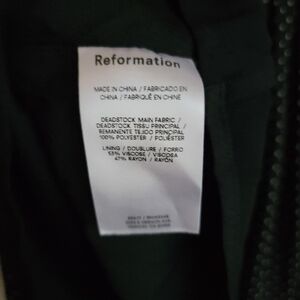 Reformation
MADE IN CHINA / FABRICADO EN
CHINA / FABRIQUÉ EN CHINE
DEADSTOCK MAIN FABRIC /
DEADSTOCK TISSU PRINCIPAL /
REMANENTE TEJIDO PRINCIPAL
100% POLYESTER / POLIÉSTER
LINING / DOUBLURE / FORRO
53% VISCOSE / VISCOSA
47% RAYON / RAYÓN